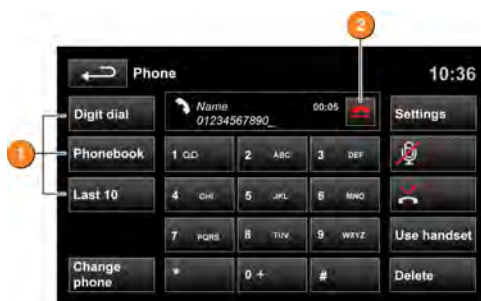 2
Phone
10:36
Digit dial
Name
00:05
01234567890_
Settings
1
Phonebook
1
2 ABC
3 DEF
Last 10
4 GHI
5 JKL
6 MNO
7 PQRS
8 TUV
9 WXYZ
Use handset
Change
phone
*
0 +
#
Delete